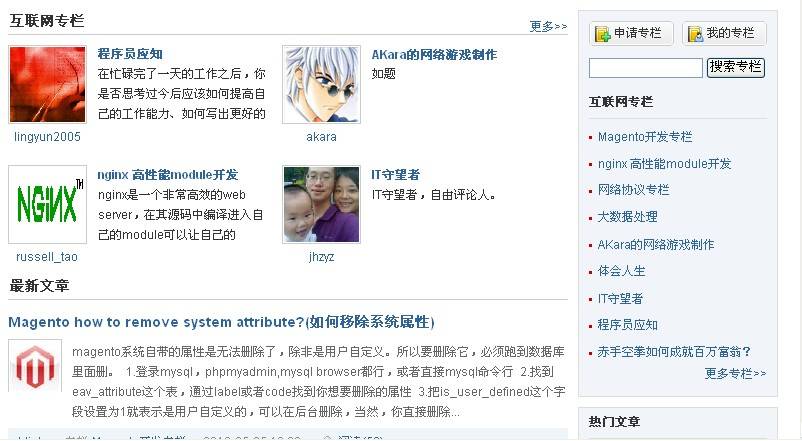 互联网专栏
更多>>
程序员应知
在忙碌完了一天的工作之后，你
是否思考过今后应该如何提高自
己的工作能力、如何写出更好的
lingyun2005
AKara的网络游戏制作
如题
akara
NGiNX™
nginx 高性能module开发
nginx是一个非常高效的web
server，在其源码中编译进入自
己的module可以让自己的
russell_tao
IT守望者
IT守望，自由评论人。
jhzyz
最新文章
Magento how to remove system attribute?(如何移除系统属性)
magento系统自带的属性是无法删除了，除非是用户自定义。所以要删除它，必须跑到数据库
里面删。 1.登录mysql，phpmyadmin,mysql browser都行，或者直接mysql命令行 2.找到
eav_attribute这个表，通过label或者code找到你想要删除的属性 3.把is_user_defined这个字
段设置为1就表示是用户自定义的，可以在后台删除，当然，你直接删除...
申请专栏
我的专栏
搜索专栏
互联网专栏
Magento开发专栏
nginx 高性能module开发
网络协议专栏
大数据处理
AKara的网络游戏制作
体会人生
IT守望者
程序员应知
赤手空拳如何成就百万富翁？
更多专栏>>
热门文章